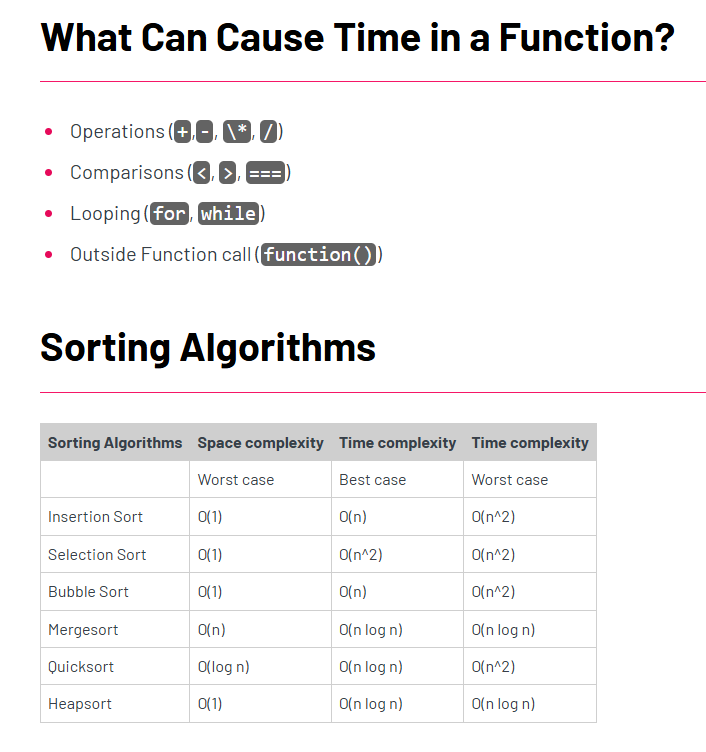 What Can Cause Time in a Function?
Operations (+,-, \*, /)
Comparisons (<, >, ===)
Looping (for, while)
Outside Function call (function())
Sorting Algorithms
Sorting Algorithms Space complexity Time complexity Time complexity
Worst case Best case Worst case
Insertion Sort O(1) O(n) O(n^2)
Selection Sort O(1) O(n^2) O(n^2)
Bubble Sort O(1) O(n) O(n^2)
Mergesort O(n) O(n log n) O(n log n)
Quicksort O(log n) O(n log n) O(n^2)
Heapsort O(1) O(n log n) O(n log n)